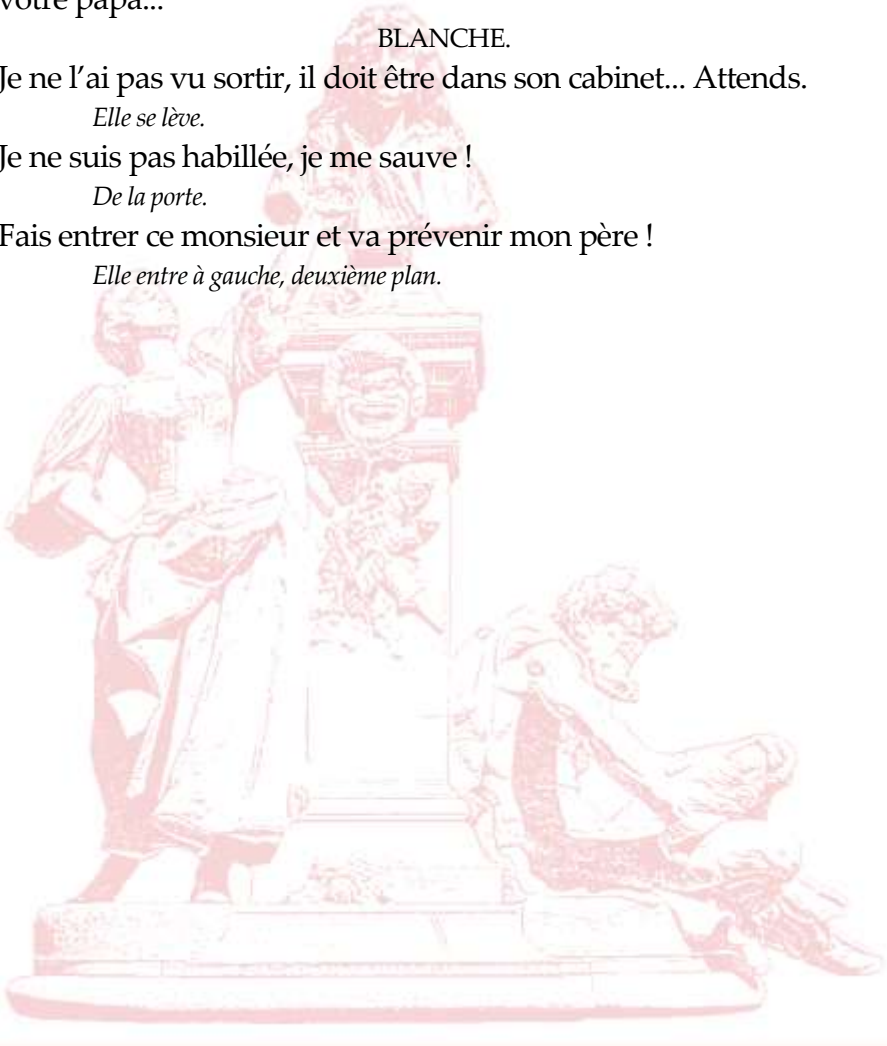 votre papa...
BLANCHE.
Je ne l’ai pas vu sortir, il doit être dans son cabinet... Attends.
Elle se lève.
Je ne suis pas habillée, je me sauve !
De la porte.
Fais entrer ce monsieur et va prévenir mon père !
Elle entre à gauche, deuxième plan.